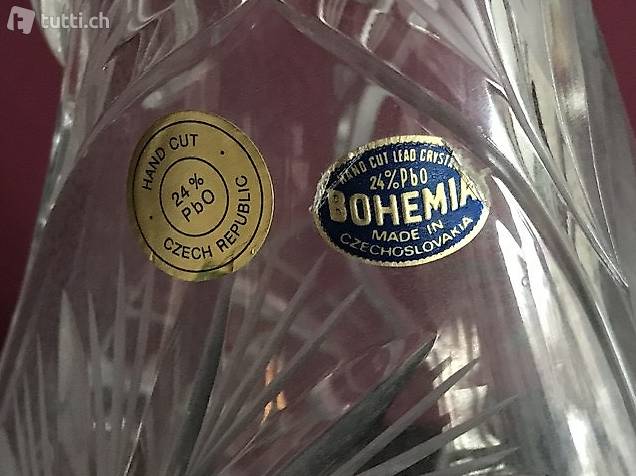 tutti.ch
HAND CUT
24%
PbO
CZECH REPUBLIC
HAND CUT LEAD CRYSTAL
24% PbO
BOHEMIA
MADE IN
CZECHOSLOVAKIA